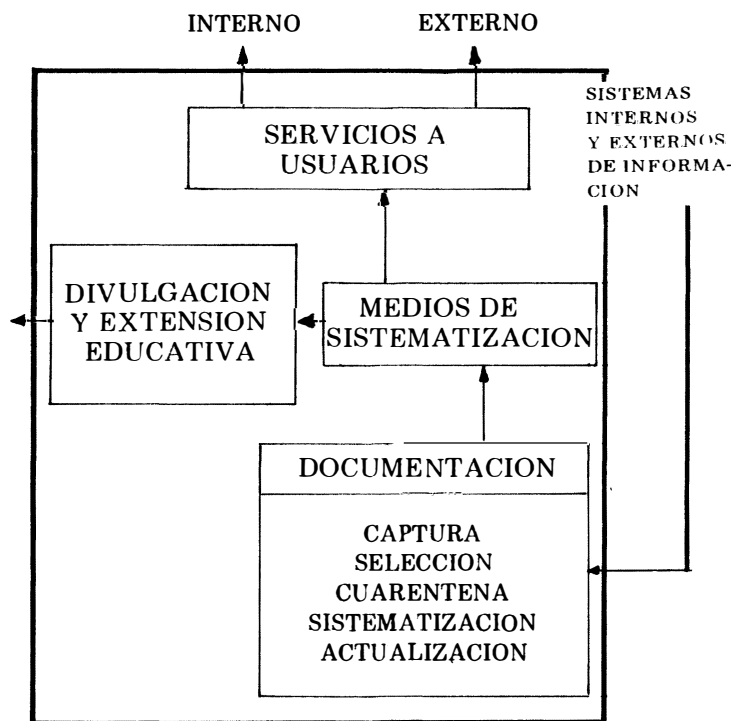 INTERNO
EXTERNO
SISTEMAS
INTERNOS
Y EXTERNOS
DE INFORMA-
CION
SERVICIOS A
USUARIOS
DIVULGACION
Y EXTENSION
EDUCATIVA
MEDIOS DE
SISTEMATIZACION
DOCUMENTACION
CAPTURA
SELECCION
CUARENTENA
SISTEMATIZACION
ACTUALIZACION